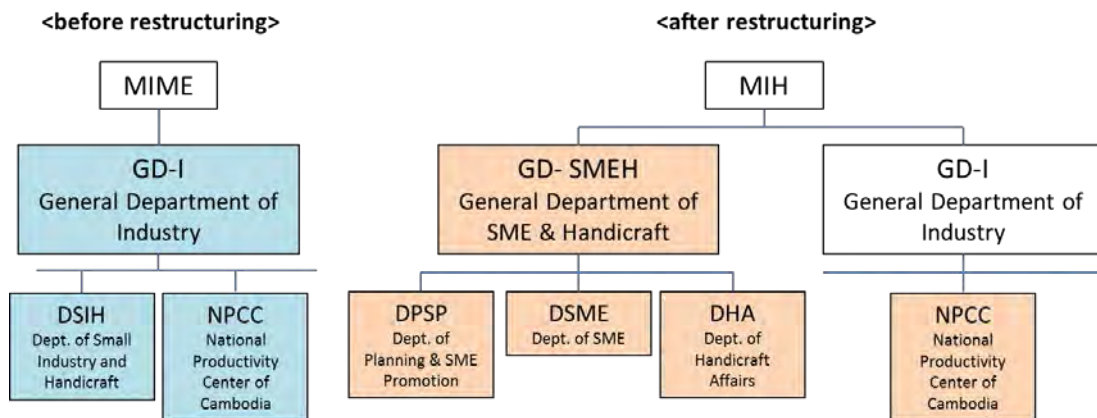 <before restructuring>
MIME
GD-I
General Department of
Industry
DSIH
Dept. of Small
Industry and
Handicraft
NPCC
National
Productivity
Center of
Cambodia
<after restructuring>
MIH
GD- SMEH
General Department of
SME & Handicraft
GD-I
General Department of
Industry
DPSP
Dept. of
Planning & SME
Promotion
DSME
Dept. of SME
DHA
Dept. of
Handicraft
Affairs
NPCC
National
Productivity
Center of
Cambodia